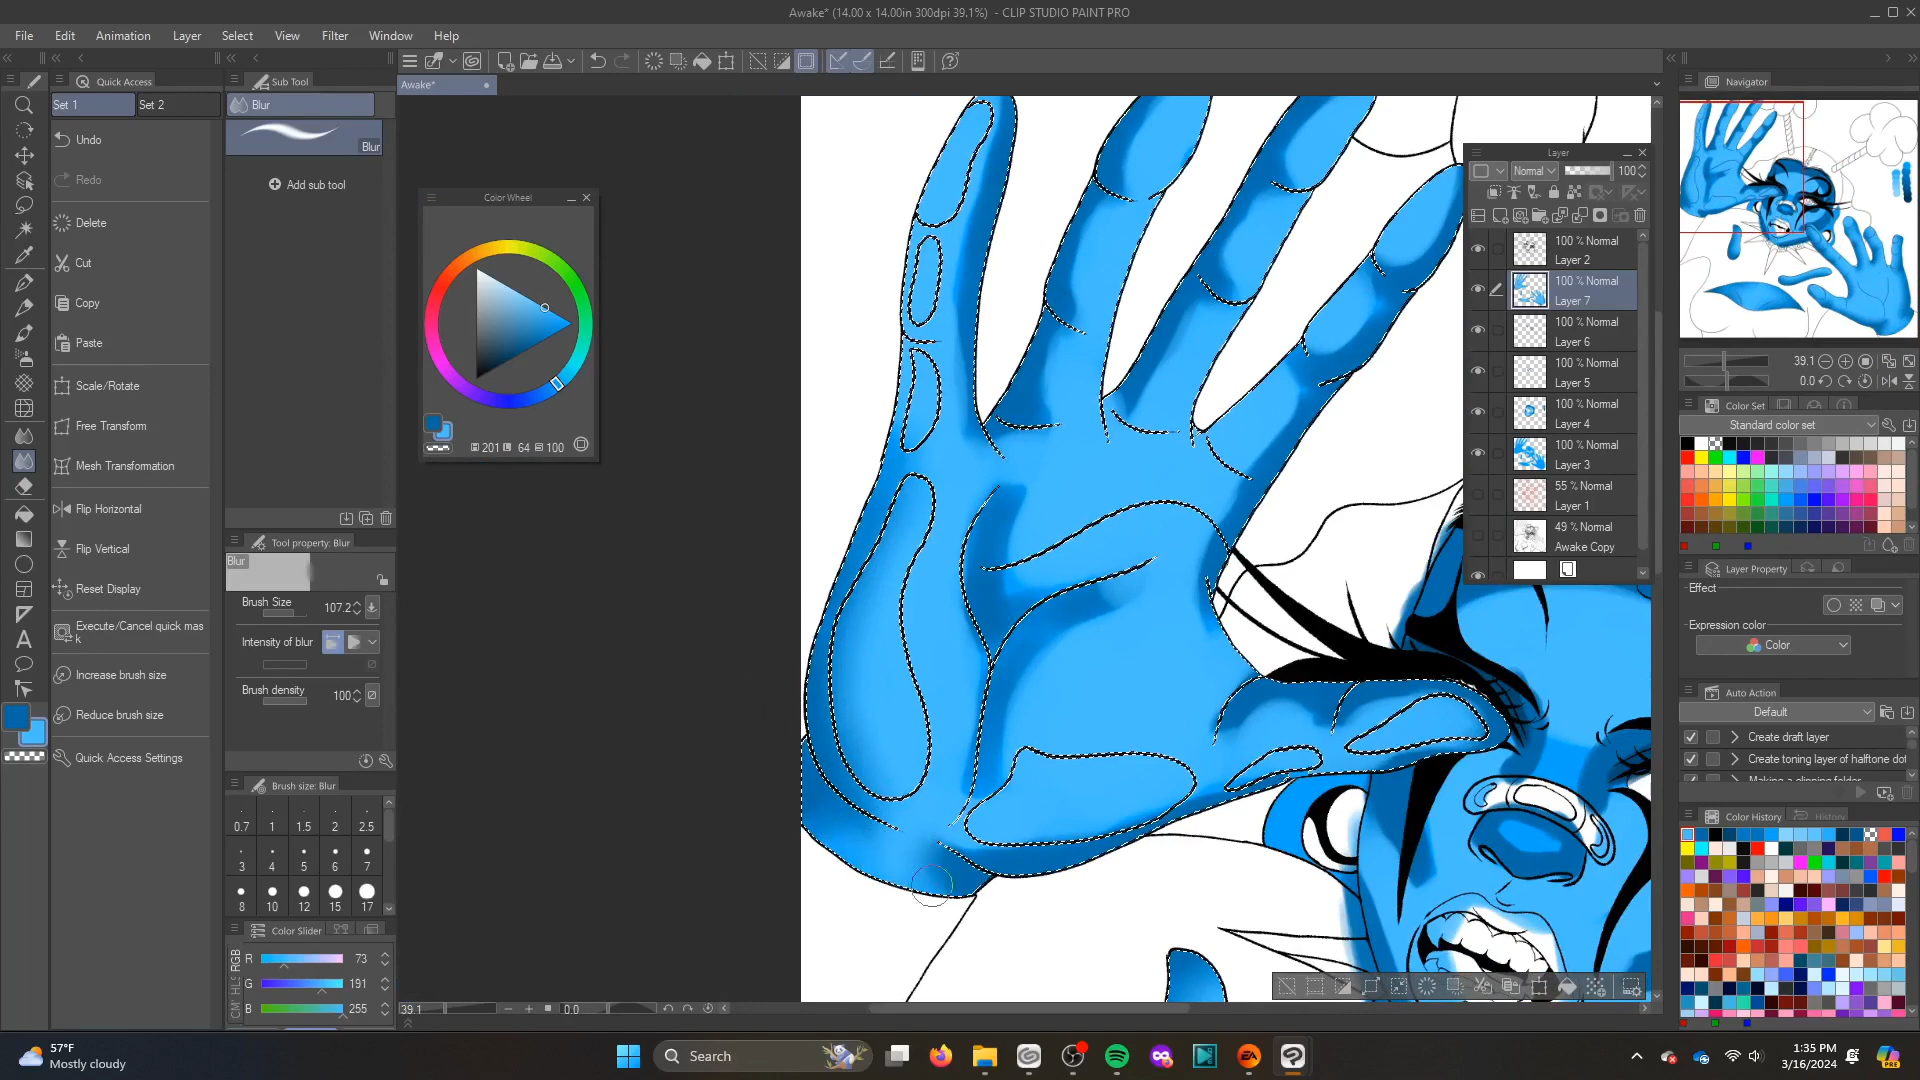 Awake* (14.00 x 14.00in 300dpi 39.1%) - CLIP STUDIO PAINT PRO
File Edit Animation Layer Select View Filter Window Help
Quick Access
Sub Tool
Awake*
Navigator
Set 1
Set 2
Blur
Undo
Blur
Redo
Add sub tool
Delete
Cut
Copy
Paste
Scale/Rotate
Free Transform
Mesh Transformation
Flip Horizontal
Flip Vertical
Reset Display
Execute/Cancel quick mas
k
Increase brush size
Reduce brush size
Quick Access Settings
Tool property: Blur
Blur
Brush Size 107.2
Intensity of blur
Brush density 100
Brush size: Blur
0.7 1 1.5 2 2.5
3 4 5 6 7
8 10 12 15 17
Color Slider
RGB
R 73
G 191
B 255
Color Wheel
201 64 100
Layer
Normal 100
100 % Normal
Layer 2
100 % Normal
Layer 7
100 % Normal
Layer 6
100 % Normal
Layer 5
100 % Normal
Layer 4
100 % Normal
Layer 3
55 % Normal
Layer 1
49 % Normal
Awake Copy
39.1
0.0
Color Set
Standard color set
Layer Property
Effect
Expression color
Color
Auto Action
Default
Create draft layer
Create toning layer of halftone dot
Making a clipping folder
Color History
History
39.1
0.0
57°F
Mostly cloudy
Search
1:35 PM
3/16/2024